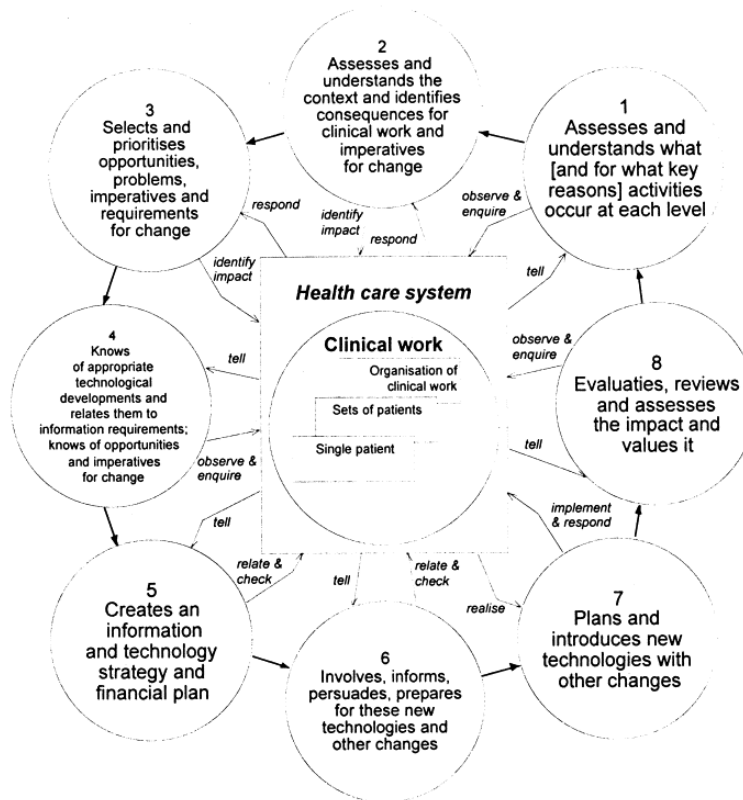 2
Assesses and
understands the
context and identifies
consequences for
clinical work and
imperatives
for change
3
Selects and
prioritises
opportunities,
problems,
imperatives and
requirements
for change
1
Assesses and
understands what
[and for what key
reasons] activities
occur at each level
respond
identify
impact
respond
observe &
enquire
identify
impact
tell
Health care system
Clinical work
Organisation of
clinical work
Sets of patients
Single patient
4
Knows
of appropriate
technological
developments and
relates them to
information requirements;
knows of opportunities
and imperatives
for change
tell
observe &
enquire
observe &
enquire
8
Evaluaties, reviews
and assesses
the impact and
values it
tell
tell
implement
& respond
5
Creates an
information
and technology
strategy and
financial plan
relate &
check
tell
relate &
check
realise
6
Involves, informs,
persuades, prepares
for these new
technologies and
other changes
7
Plans and
introduces new
technologies with
other changes